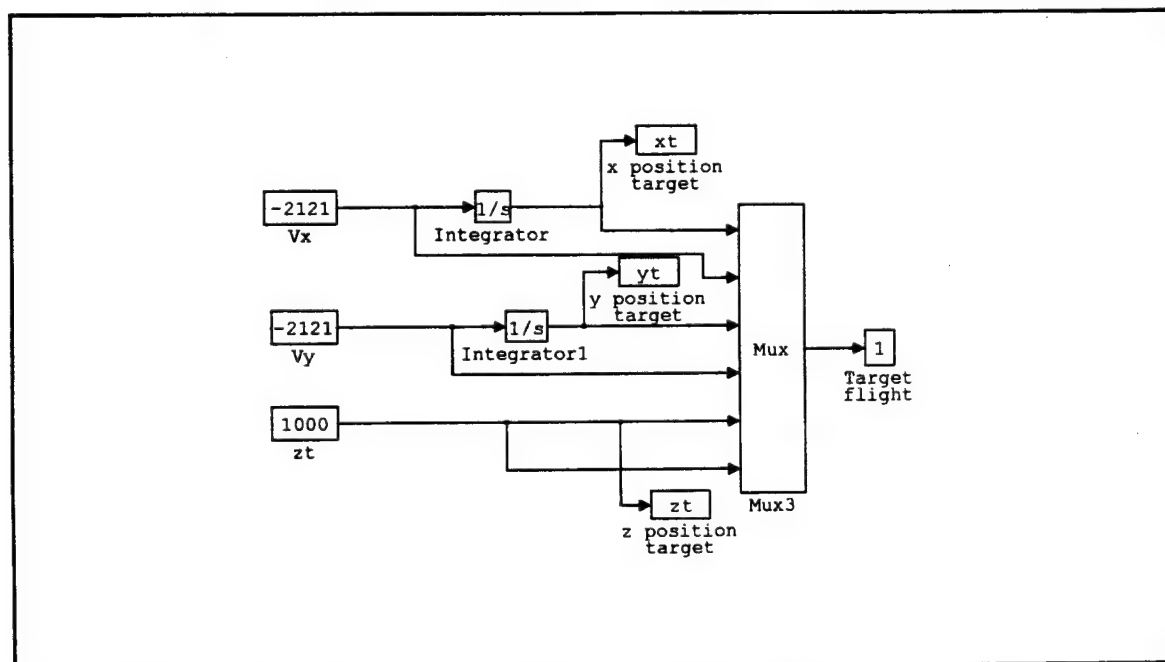 xt
x position
target
-2121
Vx
1/s
Integrator
yt
y position
target
-2121
Vy
1/s
Integrator1
Mux
1
Target
flight
1000
zt
Mux3
zt
z position
target